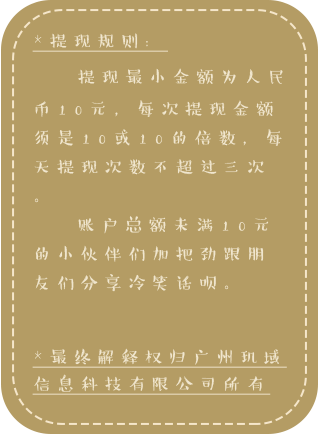 *提现规则:
提现最小金额为人民
币10元，每次提现金额
须是10或10的倍数，每
天提现次数不超过三次
。
账户总额未满10元
的小伙伴们加把劲跟朋
友们分享冷笑话呗。
*最终解释权归广州玑域
信息科技有限公司所有